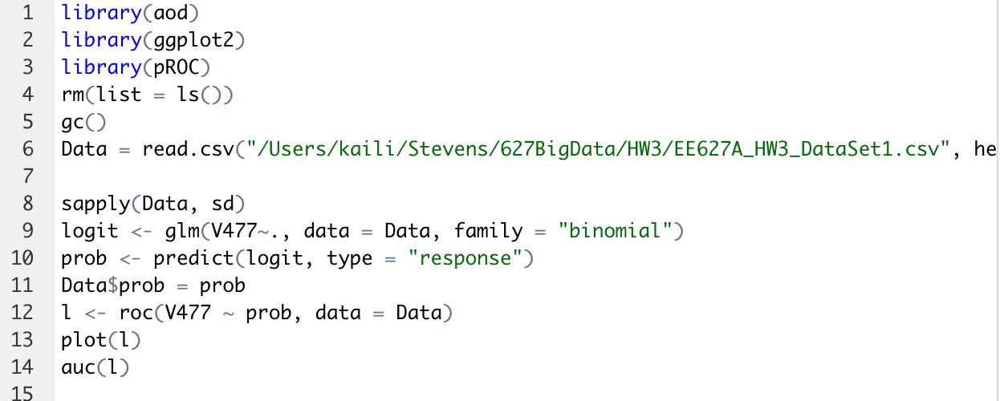 1 library(aod)
2 library(ggplot2)
3 library(pROC)
4 rm(list = ls())
5 gc()
6 Data = read.csv("/Users/kaili/Stevens/627BigData/HW3/EE627A_HW3_DataSet1.csv", he
7
8 sapply(Data, sd)
9 logit <- glm(V477~., data = Data, family = "binomial")
10 prob <- predict(logit, type = "response")
11 Data$prob = prob
12 l <- roc(V477 ~ prob, data = Data)
13 plot(l)
14 auc(l)
15